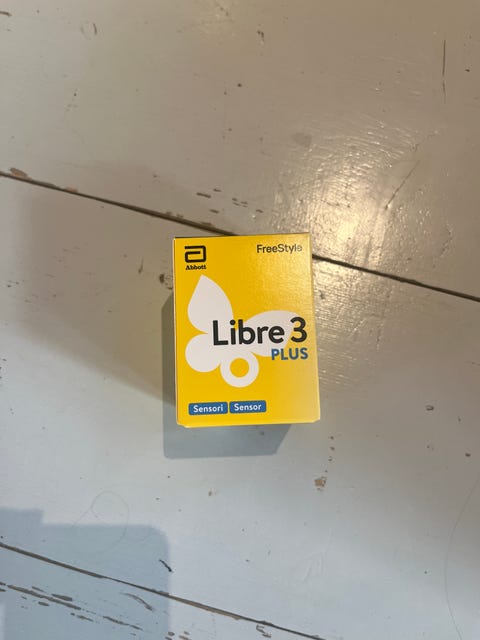 Abbott
FreeStyle
Libre 3
PLUS
Sensori Sensor